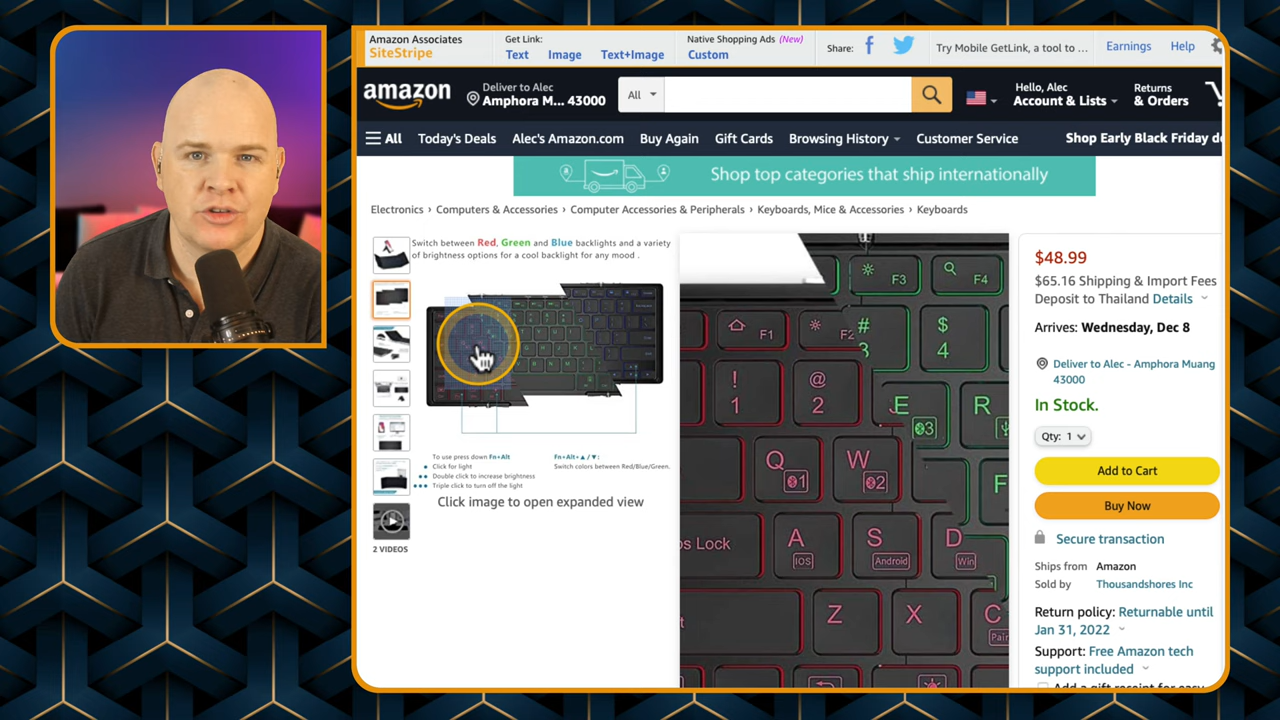 Amazon Associates
SiteStripe
Get Link:
Text Image Text+Image
Native Shopping Ads (New)
Custom
Share:
Try Mobile GetLink, a tool to ...
Earnings
Help
amazon
Deliver to Alec
Amphora M... 43000
All
Hello, Alec
Account & Lists
Returns
& Orders
All
Today's Deals
Alec's Amazon.com
Buy Again
Gift Cards
Browsing History
Customer Service
Shop Early Black Friday
Shop top categories that ship internationally
Electronics › Computers & Accessories › Computer Accessories & Peripherals › Keyboards, Mice & Accessories › Keyboards
Switch between Red, Green and Blue backlights and a variety
of brightness options for a cool backlight for any mood .
To use press down Fn+Alt
Click for light
Double click to increase brightness
Triple click to turn off the light
Fn+Alt+▲/▼:
Switch colors between Red/Blue/Green.
Click image to open expanded view
2 VIDEOS
F3
F4
F1
F2
#
3
$
4
!
1
@
2
E
3
R
Q
1
W
2
F
Lock
A
IOS
S
Android
D
Win
Z
X
C
$48.99
$65.16 Shipping & Import Fees
Deposit to Thailand Details
Arrives: Wednesday, Dec 8
Deliver to Alec - Amphora Muang
43000
In Stock.
Qty: 1
Add to Cart
Buy Now
Secure transaction
Ships from Amazon
Sold by Thousandshores Inc
Return policy: Returnable until
Jan 31, 2022
Support: Free Amazon tech
support included
Add a gift receipt for easy